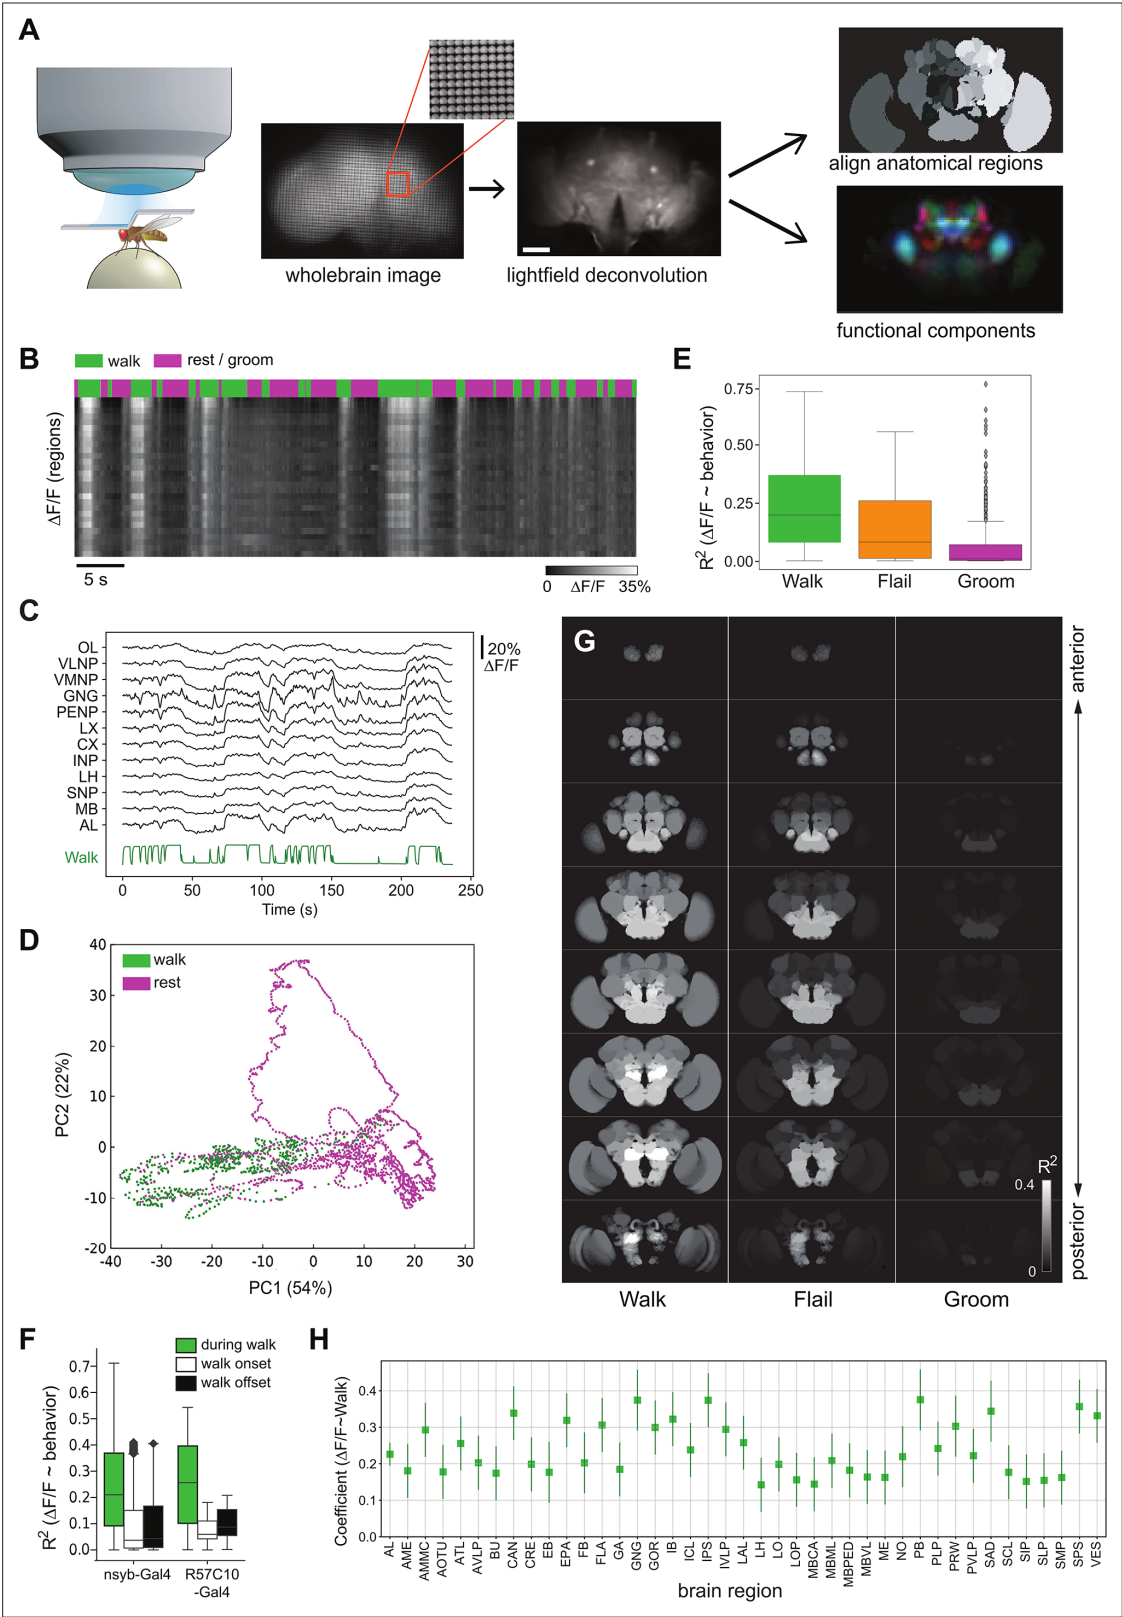 A
wholebrain image
lightfield deconvolution
align anatomical regions
functional components
B
walk
rest / groom
ΔF/F (regions)
5 s
0 ΔF/F 35%
C
OL
VLNP
VMNP
GNG
PENP
LX
CX
INP
LH
SNP
MB
AL
Walk
20%
ΔF/F
0 50 100 150 200 250
Time (s)
D
walk
rest
40
30
20
10
0
-10
-20
PC2 (22%)
-40 -30 -20 -10 0 10 20 30
PC1 (54%)
E
R² (ΔF/F ~ behavior)
0.75
0.50
0.25
0.00
Walk Flail Groom
G
anterior
posterior
R²
0.4
0
Walk Flail Groom
F
during walk
walk onset
walk offset
R² (ΔF/F ~ behavior)
0.7
0.6
0.5
0.4
0.3
0.2
0.1
0.0
nsyb-Gal4
R57C10
-Gal4
H
Coefficient (ΔF/F~Walk)
0.4
0.3
0.2
0.1
0.0
AL AME AMMC AOTU ATL AVLP BU CAN CRE EB EPA FB FLA GA GNG GOR IB ICL IPS IVLP LAL LH LO LOP MBCA MBML MBPED MBVL ME NO PB PLP PRW PVLP SAD SCL SIP SLP SMP SPS VES
brain region